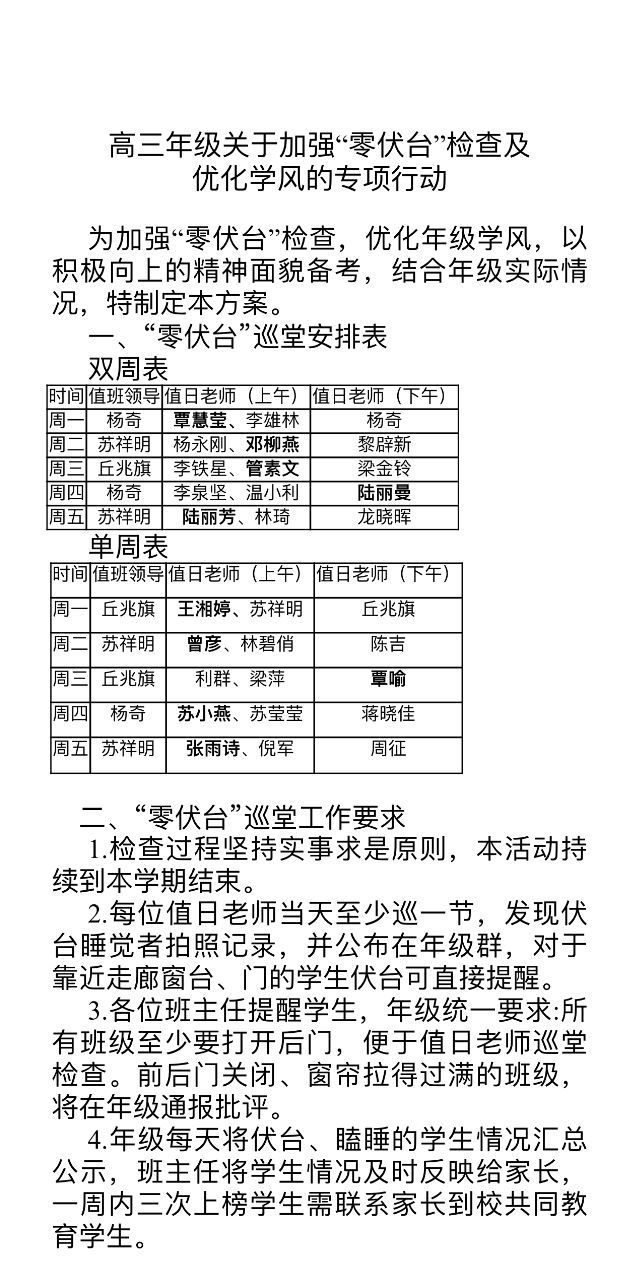 高三年级关于加强“零伏台”检查及
优化学风的专项行动
为加强“零伏台”检查，优化年级学风，以
积极向上的精神面貌备考，结合年级实际情
况，特制定本方案。
一、“零伏台”巡堂安排表
双周表
时间 值班领导 值日老师（上午） 值日老师（下午）
周一 杨奇 覃慧莹、李雄林 杨奇
周二 苏祥明 杨永刚、邓柳燕 黎辟新
周三 丘兆旗 李铁星、管素文 梁金铃
周四 杨奇 李泉坚、温小利 陆丽曼
周五 苏祥明 陆丽芳、林琦 龙晓晖
单周表
时间 值班领导 值日老师（上午） 值日老师（下午）
周一 丘兆旗 王湘婷、苏祥明 丘兆旗
周二 苏祥明 曾彦、林碧俏 陈吉
周三 丘兆旗 利群、梁萍 覃喻
周四 杨奇 苏小燕、苏莹莹 蒋晓佳
周五 苏祥明 张雨诗、倪军 周征
二、“零伏台”巡堂工作要求
1.检查过程坚持实事求是原则，本活动持
续到本学期结束。
2.每位值日老师当天至少巡一节，发现伏
台睡觉者拍照记录，并公布在年级群，对于
靠近走廊窗台、门的学生伏台可直接提醒。
3.各位班主任提醒学生，年级统一要求:所
有班级至少要打开后门，便于值日老师巡堂
检查。前后门关闭、窗帘拉得过满的班级，
将在年级通报批评。
4.年级每天将伏台、瞌睡的学生情况汇总
公示，班主任将学生情况及时反映给家长，
一周内三次上榜学生需联系家长到校共同教
育学生。